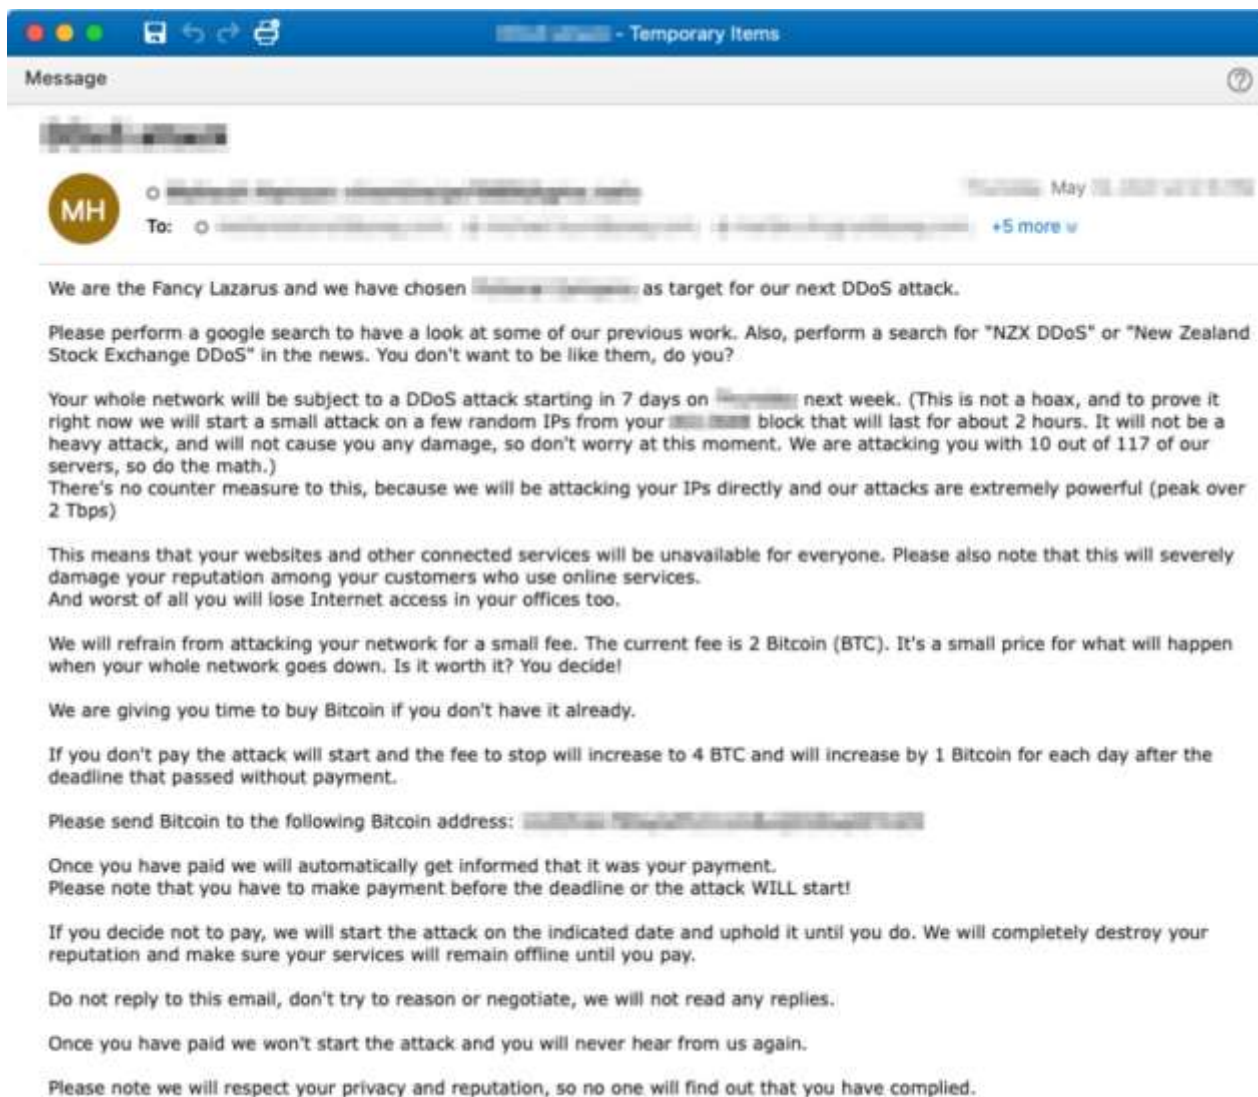 - Temporary Items
Message
MH
May
To: +5 more
We are the Fancy Lazarus and we have chosen as target for our next DDoS attack.
Please perform a google search to have a look at some of our previous work. Also, perform a search for "NZX DDoS" or "New Zealand
Stock Exchange DDoS" in the news. You don't want to be like them, do you?
Your whole network will be subject to a DDoS attack starting in 7 days on next week. (This is not a hoax, and to prove it
right now we will start a small attack on a few random IPs from your block that will last for about 2 hours. It will not be a
heavy attack, and will not cause you any damage, so don't worry at this moment. We are attacking you with 10 out of 117 of our
servers, so do the math.)
There's no counter measure to this, because we will be attacking your IPs directly and our attacks are extremely powerful (peak over
2 Tbps)
This means that your websites and other connected services will be unavailable for everyone. Please also note that this will severely
damage your reputation among your customers who use online services.
And worst of all you will lose Internet access in your offices too.
We will refrain from attacking your network for a small fee. The current fee is 2 Bitcoin (BTC). It's a small price for what will happen
when your whole network goes down. Is it worth it? You decide!
We are giving you time to buy Bitcoin if you don't have it already.
If you don't pay the attack will start and the fee to stop will increase to 4 BTC and will increase by 1 Bitcoin for each day after the
deadline that passed without payment.
Please send Bitcoin to the following Bitcoin address:
Once you have paid we will automatically get informed that it was your payment.
Please note that you have to make payment before the deadline or the attack WILL start!
If you decide not to pay, we will start the attack on the indicated date and uphold it until you do. We will completely destroy your
reputation and make sure your services will remain offline until you pay.
Do not reply to this email, don't try to reason or negotiate, we will not read any replies.
Once you have paid we won't start the attack and you will never hear from us again.
Please note we will respect your privacy and reputation, so no one will find out that you have complied.